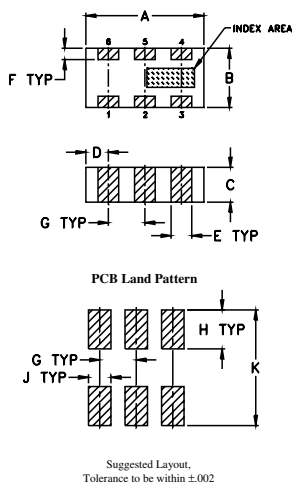 A
INDEX AREA
6 5 4
F TYP
B
1 2 3
D
C
G TYP
E TYP
PCB Land Pattern
H TYP
G TYP
K
J TYP
Suggested Layout,
Tolerance to be within ±.002